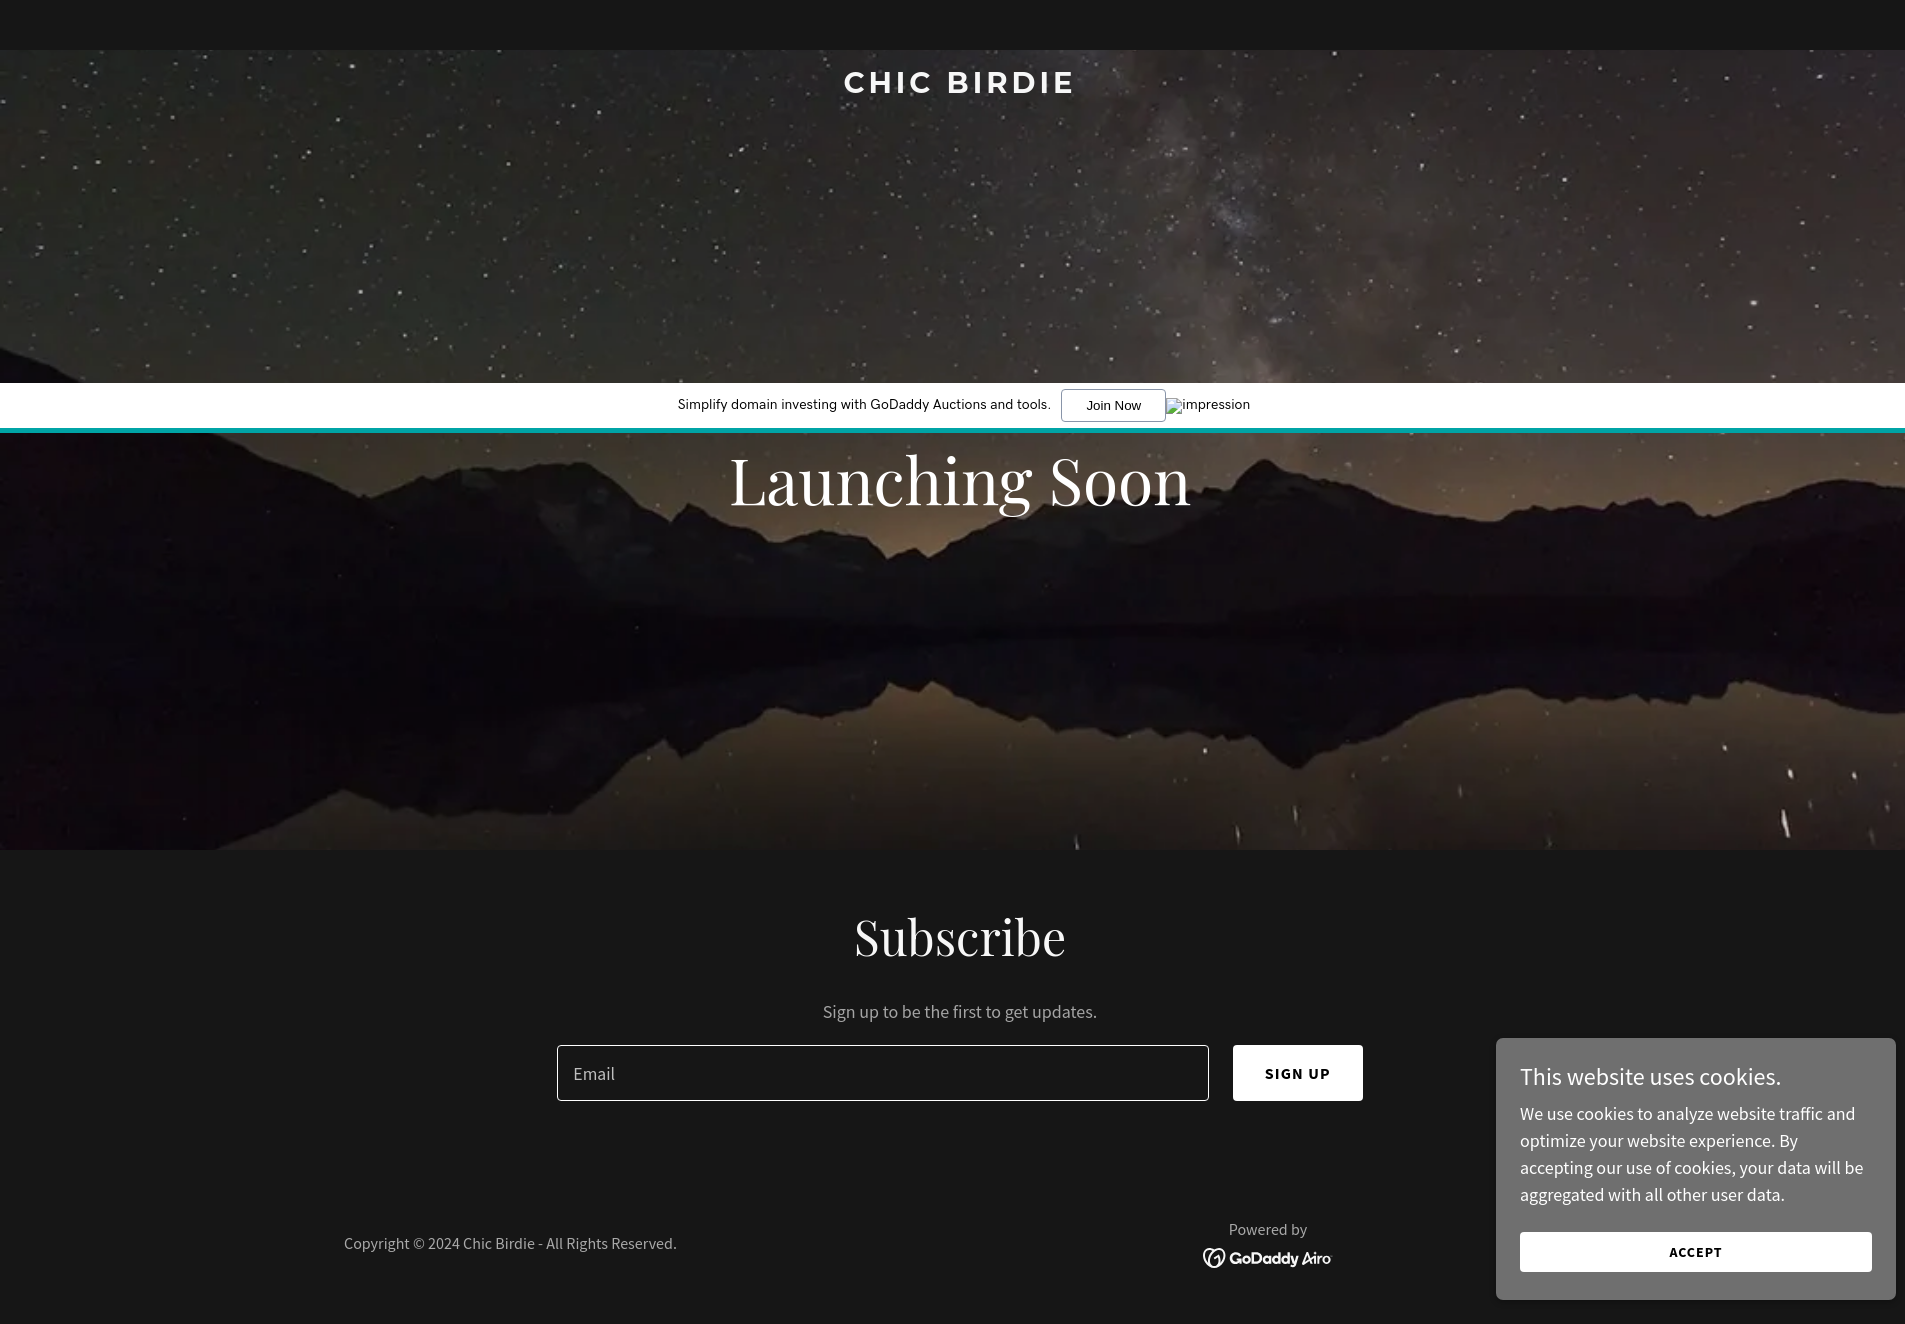 CHIC BIRDIE
Simplify domain investing with GoDaddy Auctions and tools. Join Now impression
Launching Soon
Subscribe
Sign up to be the first to get updates.
Email SIGN UP
This website uses cookies.
We use cookies to analyze website traffic and
optimize your website experience. By
accepting our use of cookies, your data will be
aggregated with all other user data.
ACCEPT
Copyright © 2024 Chic Birdie - All Rights Reserved.
Powered by
GoDaddy Airo